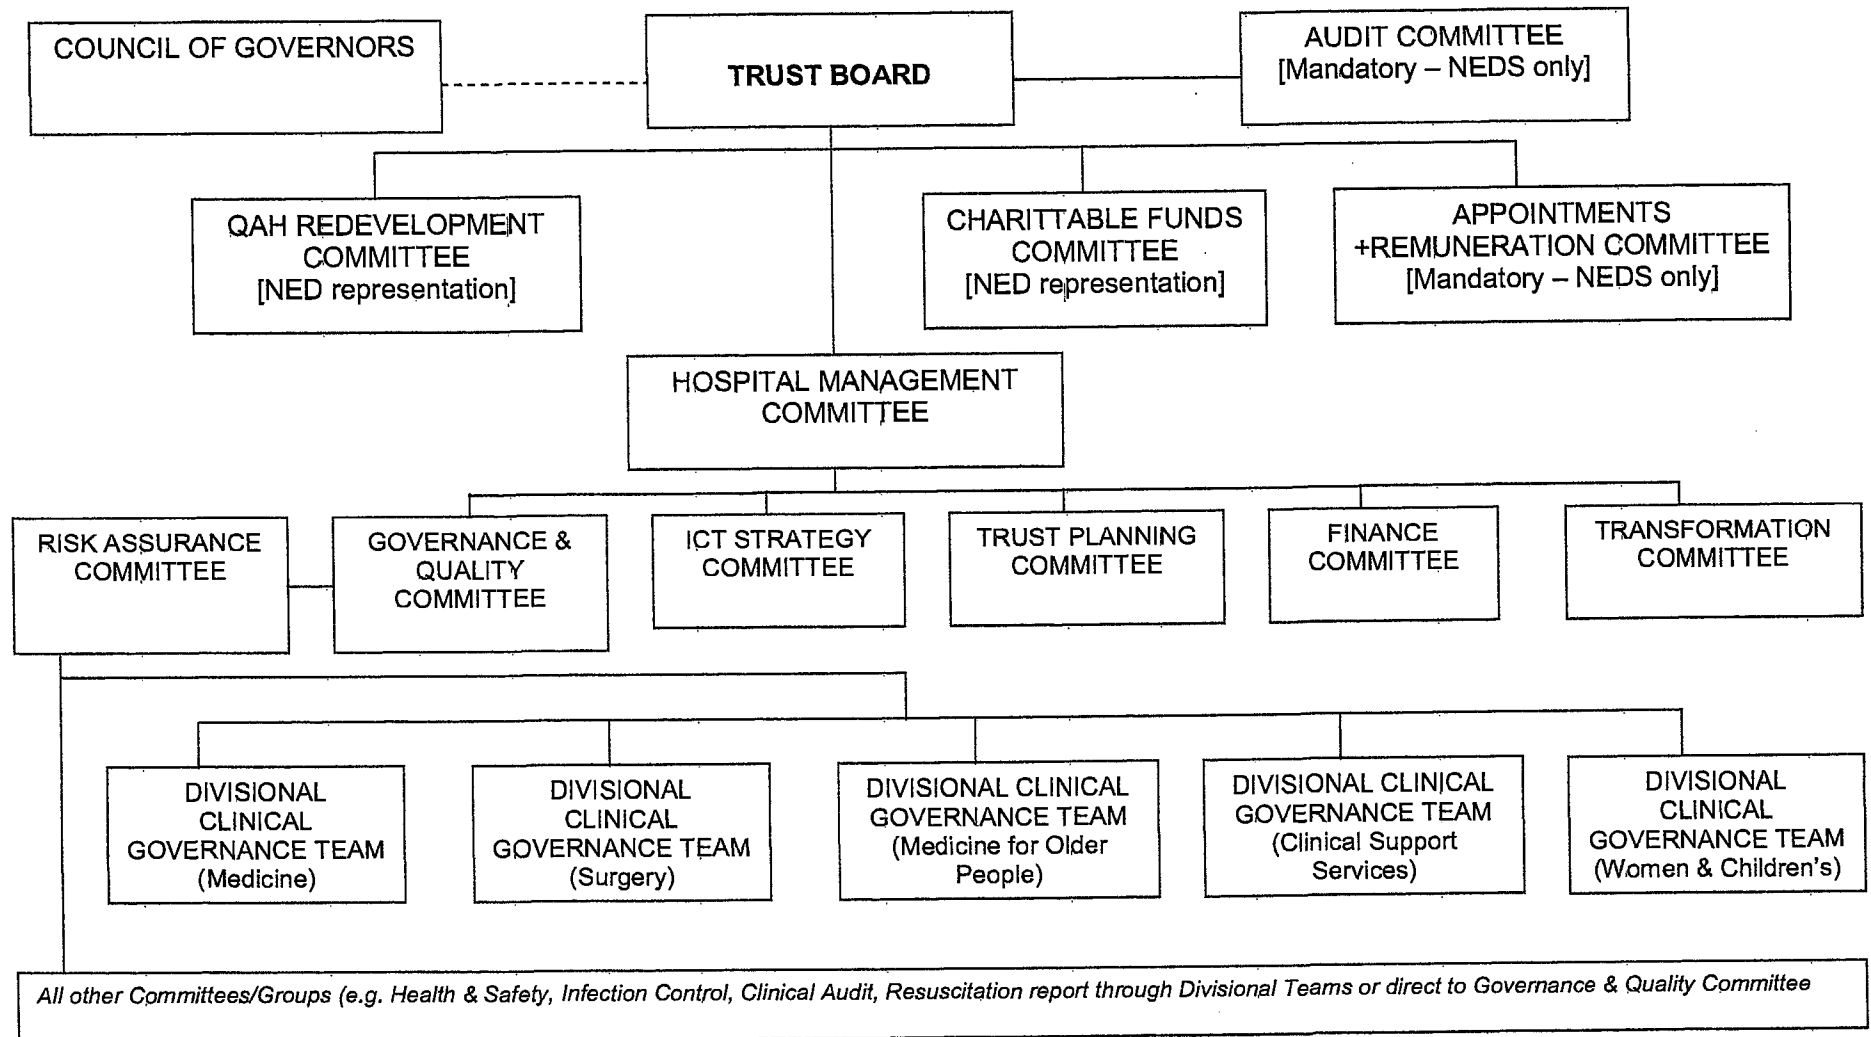 COUNCIL OF GOVERNORS
TRUST BOARD
AUDIT COMMITTEE
[Mandatory – NEDS only]
QAH REDEVELOPMENT
COMMITTEE
[NED representation]
CHARITTABLE FUNDS
COMMITTEE
[NED representation]
APPOINTMENTS
+REMUNERATION COMMITTEE
[Mandatory – NEDS only]
HOSPITAL MANAGEMENT
COMMITTEE
RISK ASSURANCE
COMMITTEE
GOVERNANCE &
QUALITY
COMMITTEE
ICT STRATEGY
COMMITTEE
TRUST PLANNING
COMMITTEE
FINANCE
COMMITTEE
TRANSFORMATION
COMMITTEE
DIVISIONAL
CLINICAL
GOVERNANCE TEAM
(Medicine)
DIVISIONAL
CLINICAL
GOVERNANCE TEAM
(Surgery)
DIVISIONAL CLINICAL
GOVERNANCE TEAM
(Medicine for Older
People)
DIVISIONAL CLINICAL
GOVERNANCE TEAM
(Clinical Support
Services)
DIVISIONAL
CLINICAL
GOVERNANCE TEAM
(Women & Children's)
All other Committees/Groups (e.g. Health & Safety, Infection Control, Clinical Audit, Resuscitation report through Divisional Teams or direct to Governance & Quality Committee